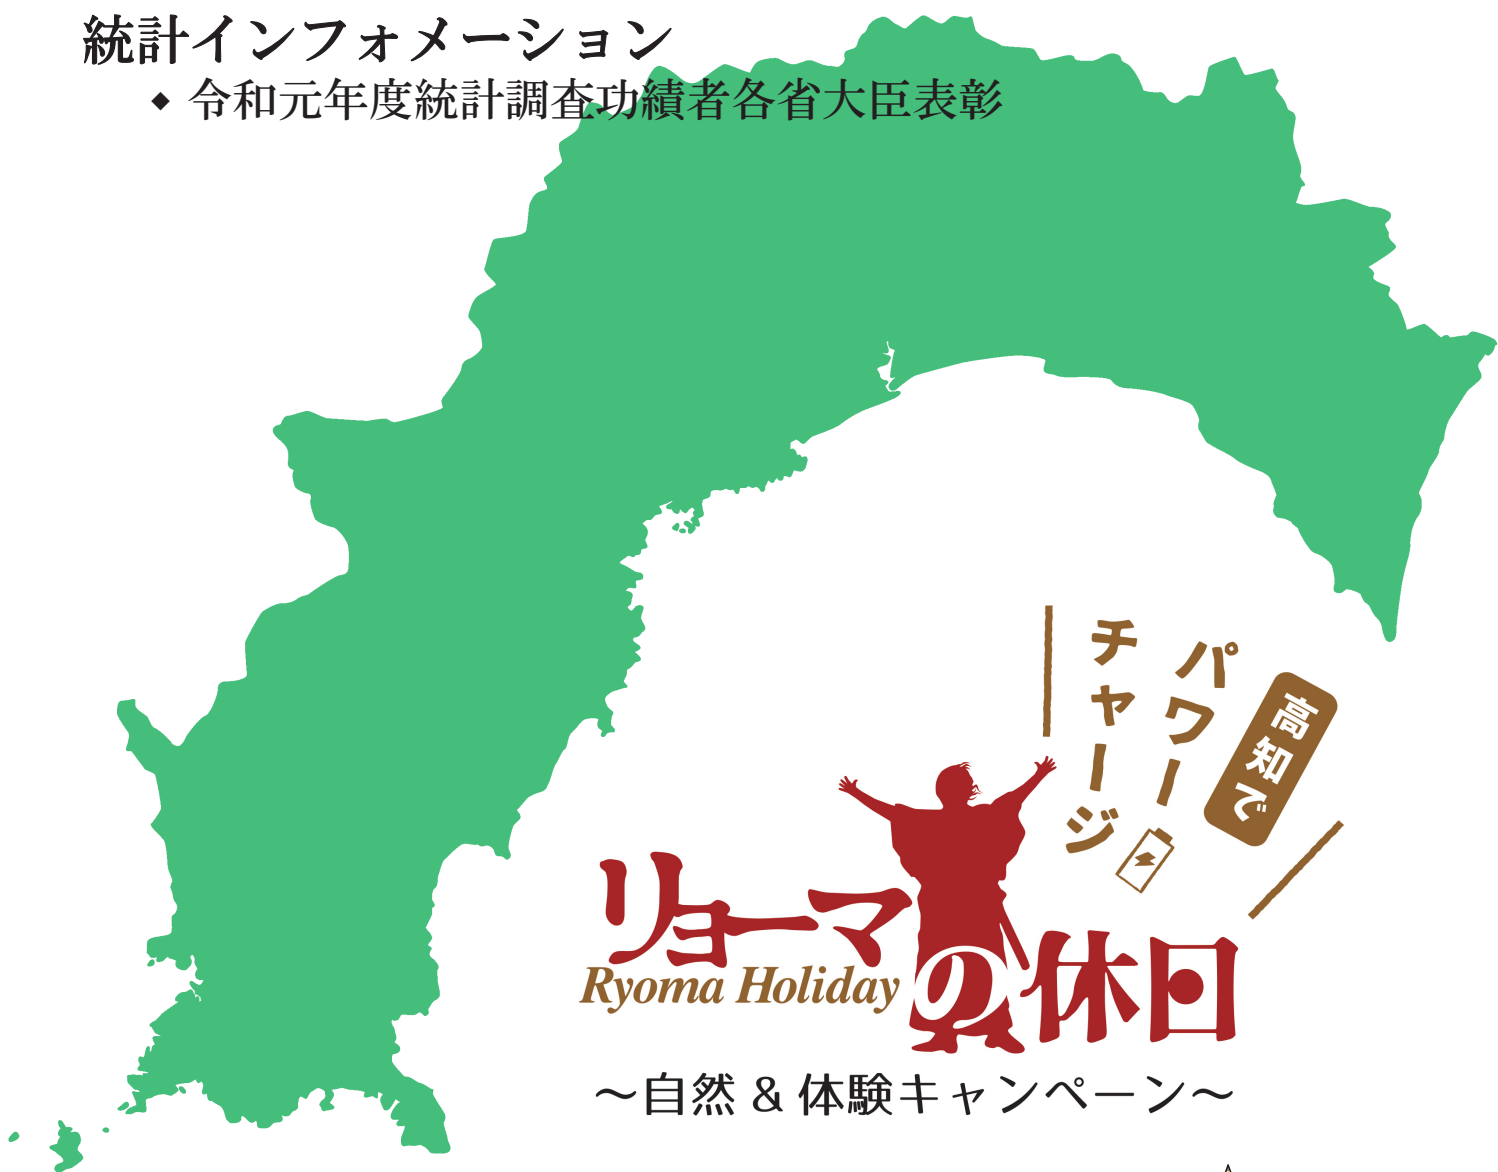 統計インフォメーション
◆ 令和元年度統計調査功績者各省大臣表彰
高知で
パワー
チャージ
リョーマの休日
Ryoma Holiday
～自然 & 体験キャンペーン～